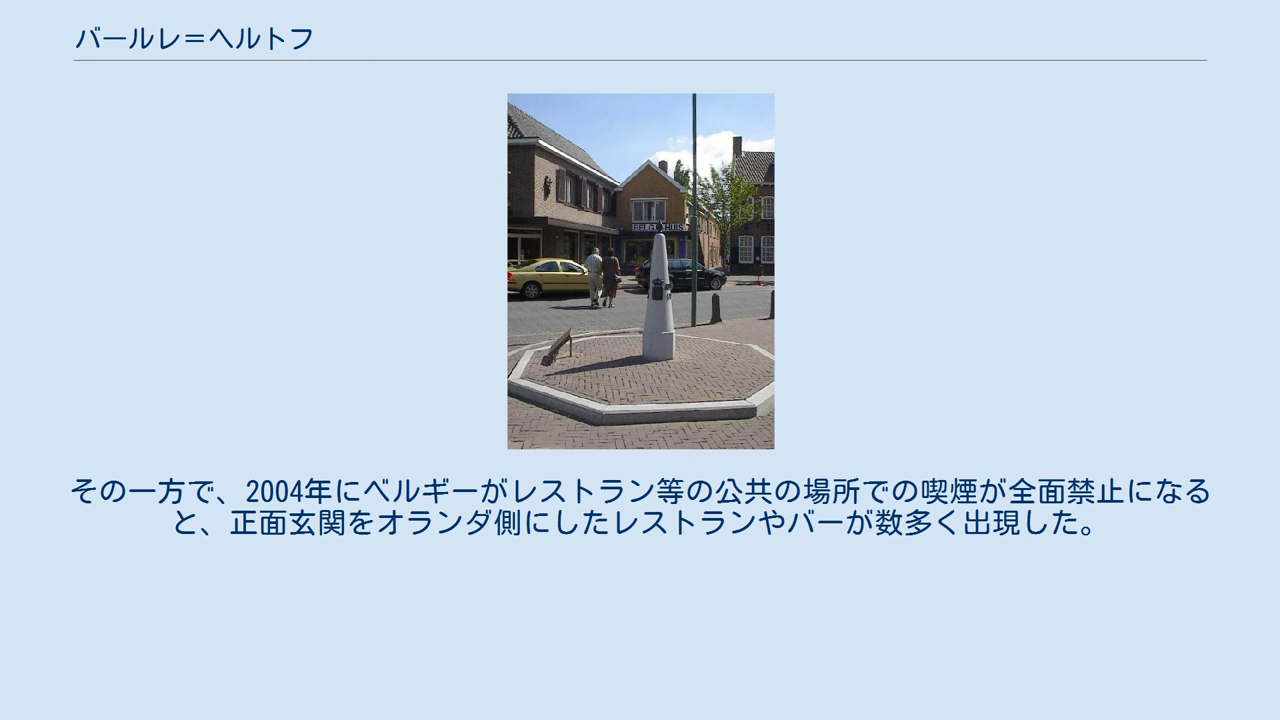 バールレ＝ヘルトフ
BELGA HUIS
その一方で、2004年にベルギーがレストラン等の公共の場所での喫煙が全面禁止になる
と、正面玄関をオランダ側にしたレストランやバーが数多く出現した。